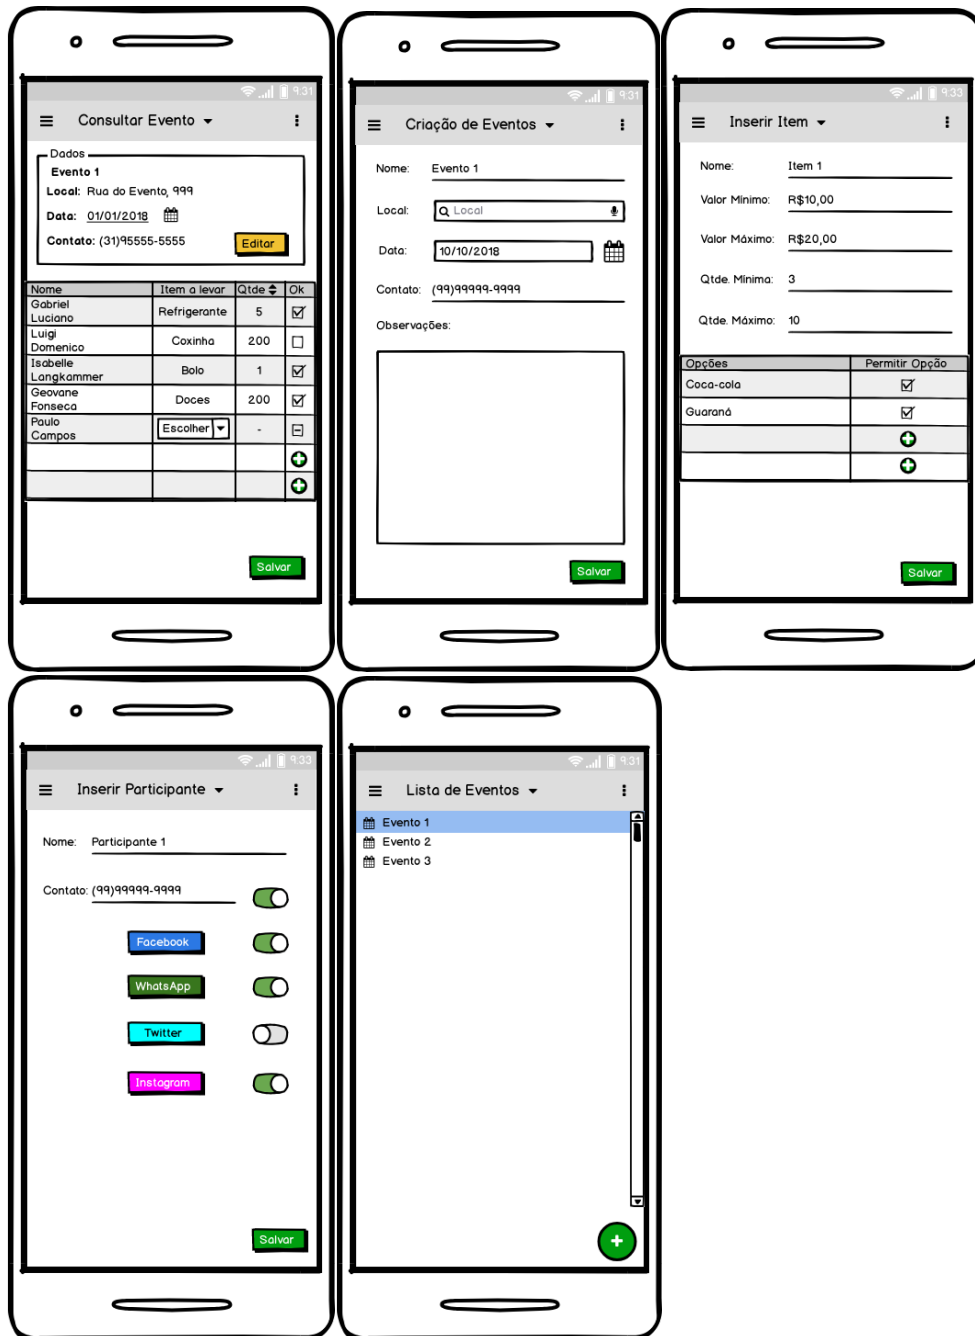 9:31
Consultar Evento
Dados
Evento 1
Local: Rua do Evento, 999
Data: 01/01/2018
Contato: (31)95555-5555
Editar
Nome Item a levar Qtde Ok
Gabriel
Luciano
Refrigerante 5
Luigi
Domenico
Coxinha 200
Isabelle
Langkammer
Bolo 1
Geovane
Fonseca
Doces 200
Paulo
Campos
Escolher -
Salvar
9:31
Criação de Eventos
Nome: Evento 1
Local: Local
Data: 10/10/2018
Contato: (99)99999-9999
Observações:
Salvar
9:33
Inserir Item
Nome: Item 1
Valor Mínimo: R$10,00
Valor Máximo: R$20,00
Qtde. Mínima: 3
Qtde. Máximo: 10
Opções Permitir Opção
Coca-cola
Guaraná
Salvar
9:33
Inserir Participante
Nome: Participante 1
Contato: (99)99999-9999
Facebook
WhatsApp
Twitter
Instagram
Salvar
9:31
Lista de Eventos
Evento 1
Evento 2
Evento 3